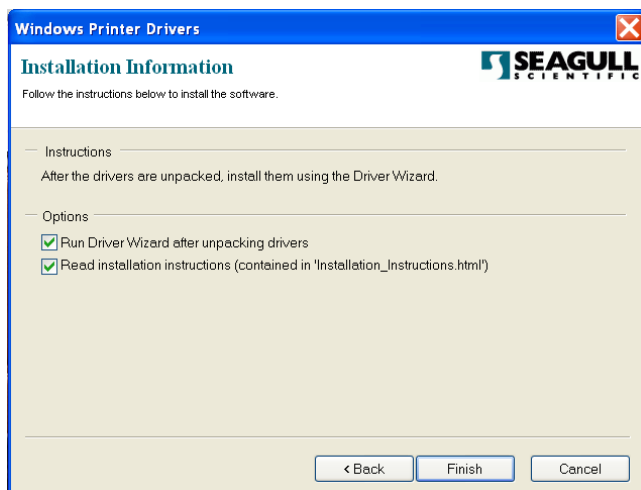 Windows Printer Drivers
Installation Information
Follow the instructions below to install the software.
SEAGULL
SCIENTIFIC
Instructions
After the drivers are unpacked, install them using the Driver Wizard.
Options
Run Driver Wizard after unpacking drivers
Read installation instructions (contained in 'Installation_Instructions.html')
< Back
Finish
Cancel